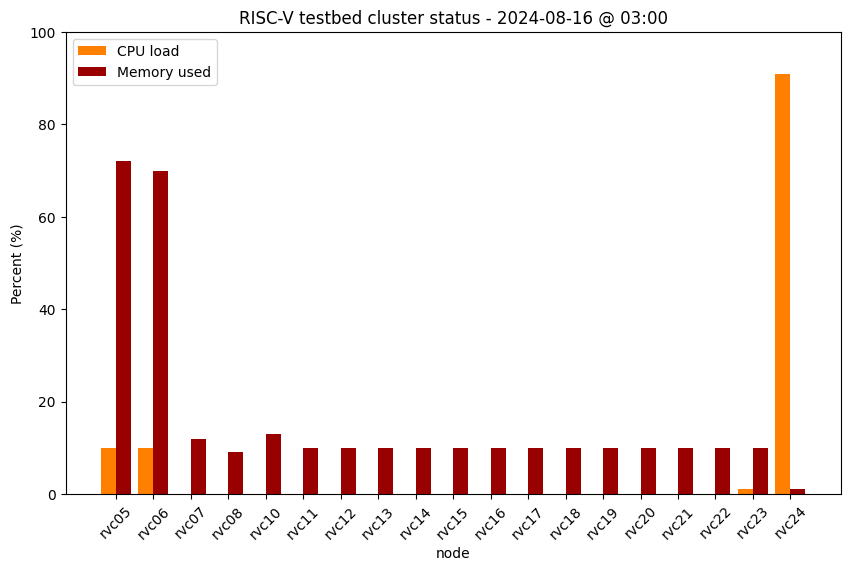 RISC-V testbed cluster status - 2024-08-16 @ 03:00
CPU load
Memory used
Percent (%)
100
80
60
40
20
0
rvc05 rvc06 rvc07 rvc08 rvc10 rvc11 rvc12 rvc13 rvc14 rvc15 rvc16 rvc17 rvc18 rvc19 rvc20 rvc21 rvc22 rvc23 rvc24
node